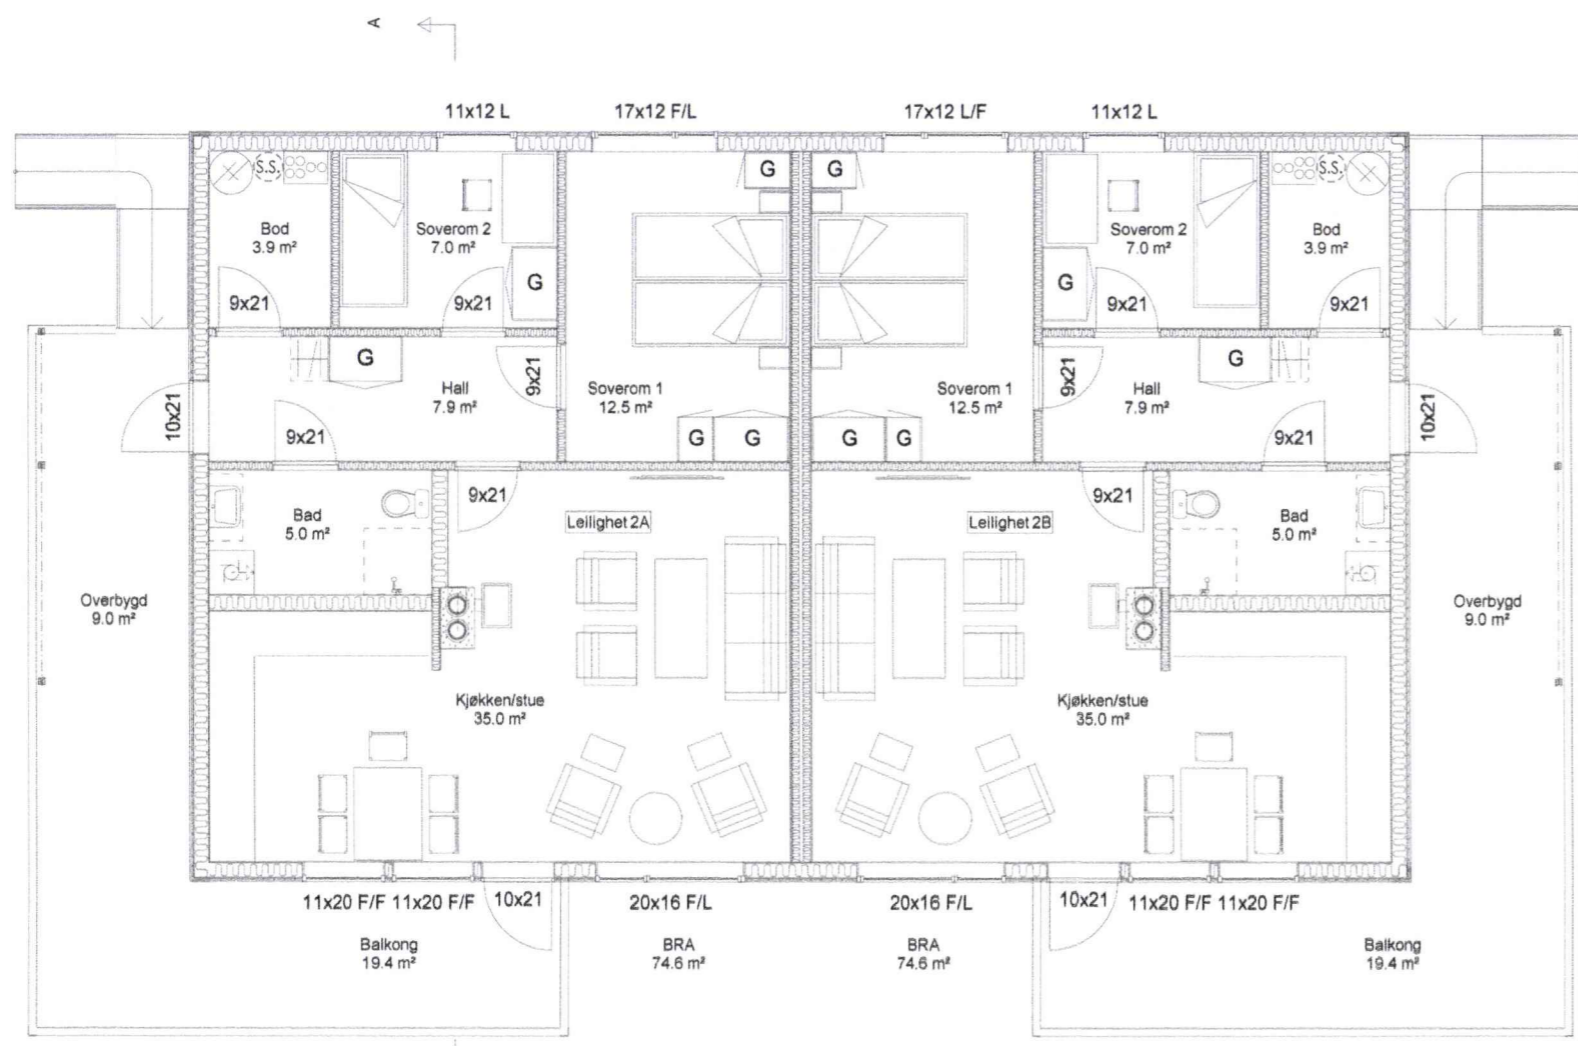 A
11x12 L
17x12 F/L
17x12 L/F
11x12 L
S.S.
G
G
S.S.
Bod
3.9 m²
Soverom 2
7.0 m²
Soverom 2
7.0 m²
Bod
3.9 m²
G
G
9x21
9x21
9x21
9x21
G
G
10x21
Hall
7.9 m²
9x21
Soverom 1
12.5 m²
Soverom 1
12.5 m²
9x21
Hall
7.9 m²
10x21
9x21
G
G
G
G
9x21
9x21
9x21
Bad
5.0 m²
Leilighet 2A
Leilighet 2B
Bad
5.0 m²
Overbygd
9.0 m²
Overbygd
9.0 m²
Kjøkken/stue
35.0 m²
Kjøkken/stue
35.0 m²
11x20 F/F
11x20 F/F
10x21
20x16 F/L
20x16 F/L
10x21
11x20 F/F
11x20 F/F
Balkong
19.4 m²
BRA
74.6 m²
BRA
74.6 m²
Balkong
19.4 m²